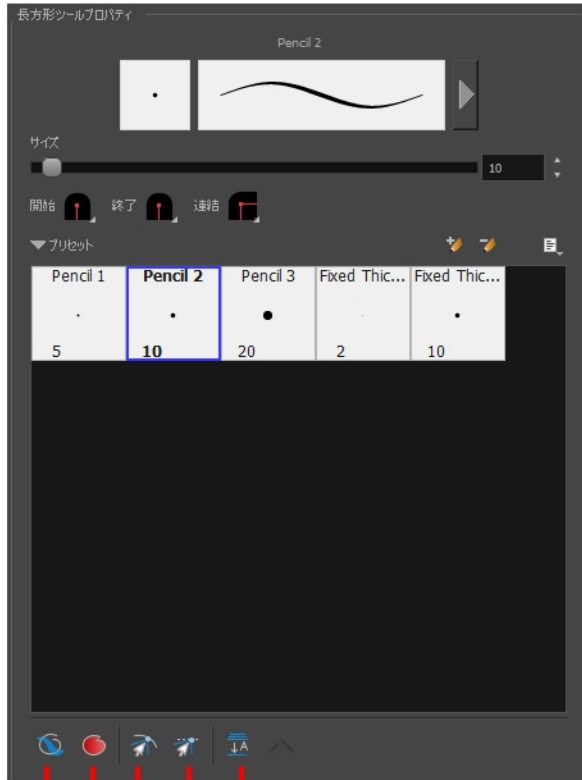 長方形ツールプロパティ
Pencil 2
サイズ
10
開始 終了 連結
プリセット
Pencil 1 Pencil 2 Pencil 3 Fixed Thic... Fixed Thic...
5 10 20 2 10